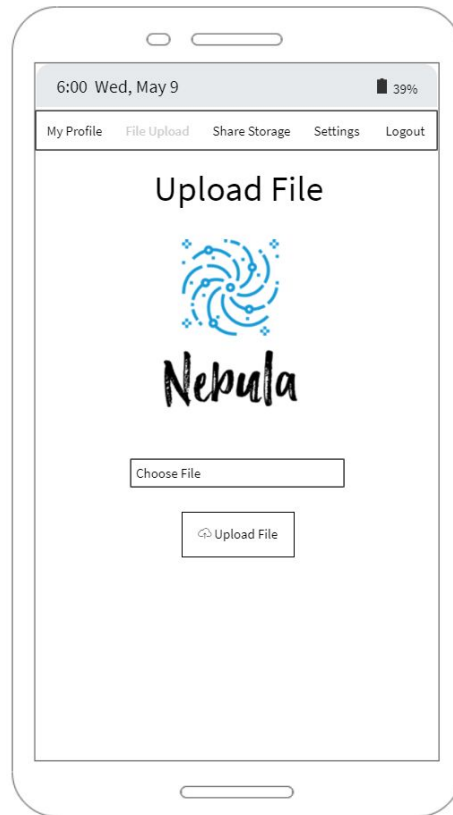 6:00 Wed, May 9 39%
My Profile File Upload Share Storage Settings Logout
Upload File
Nebula
Choose File
Upload File